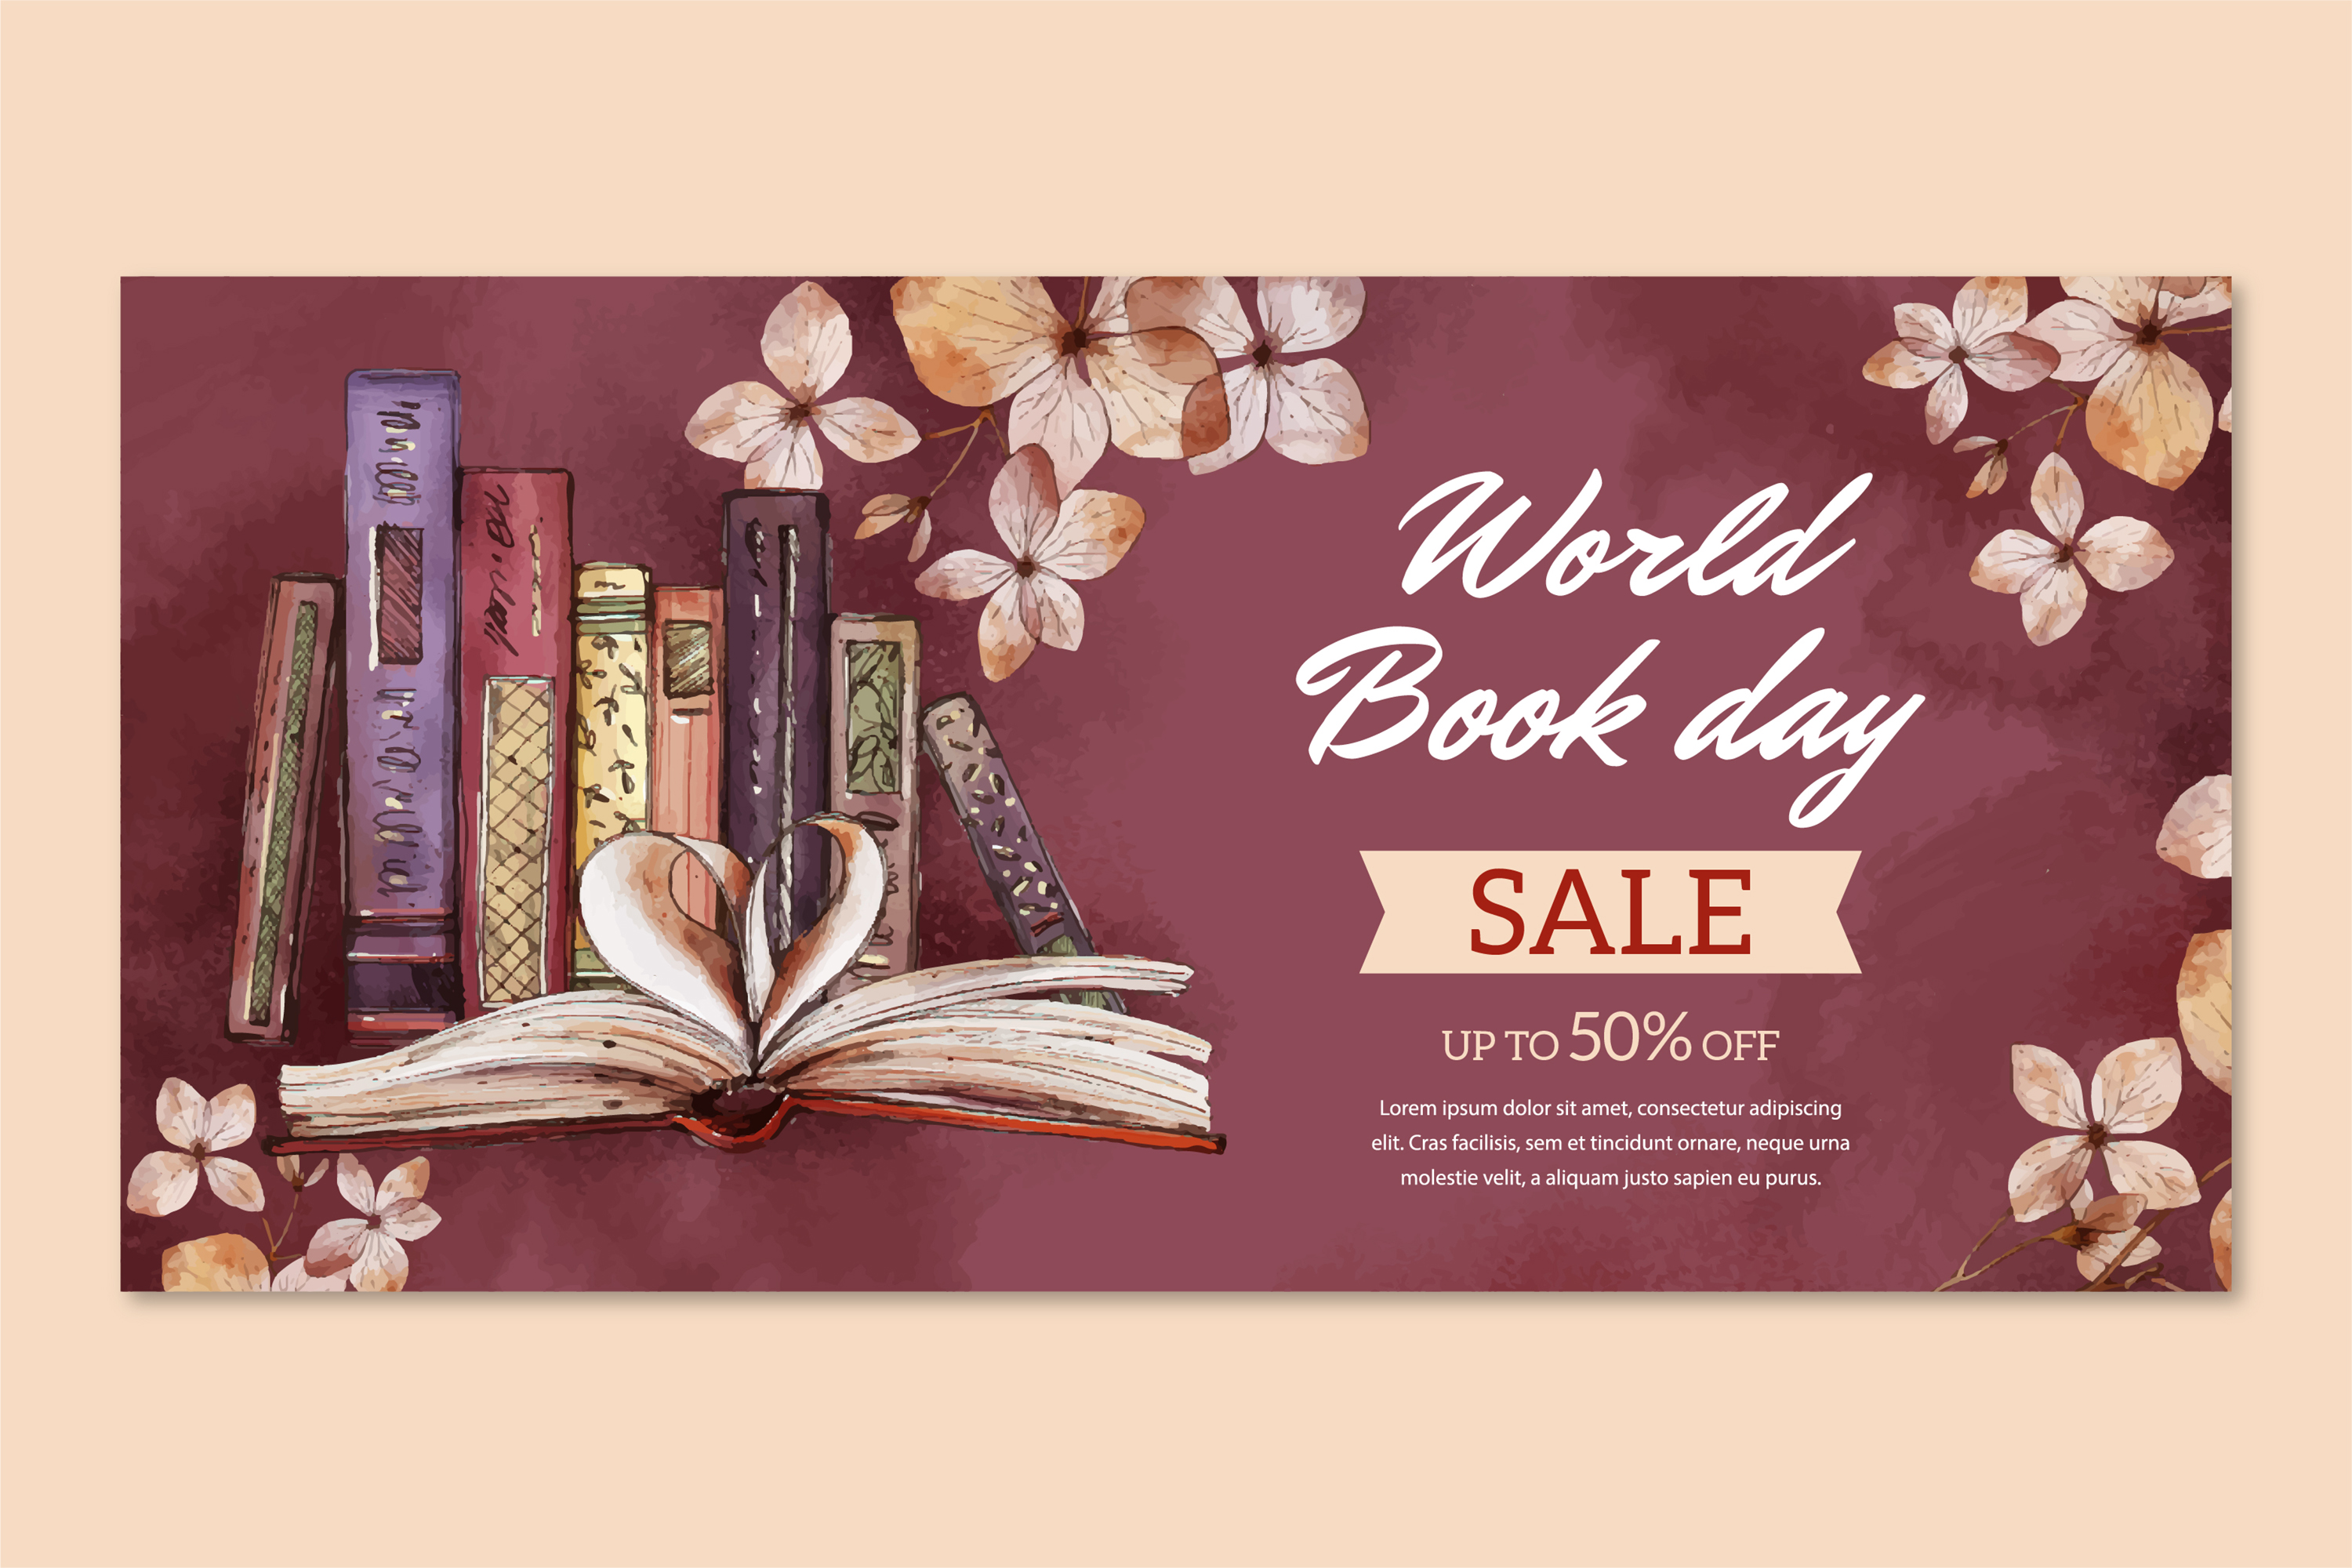 World
Book day
SALE
UP TO 50% OFF
Lorem ipsum dolor sit amet, consectetur adipiscing
elit. Cras facilisis, sem et tincidunt ornare, neque urna
molestie velit, a aliquam justo sapien eu purus.